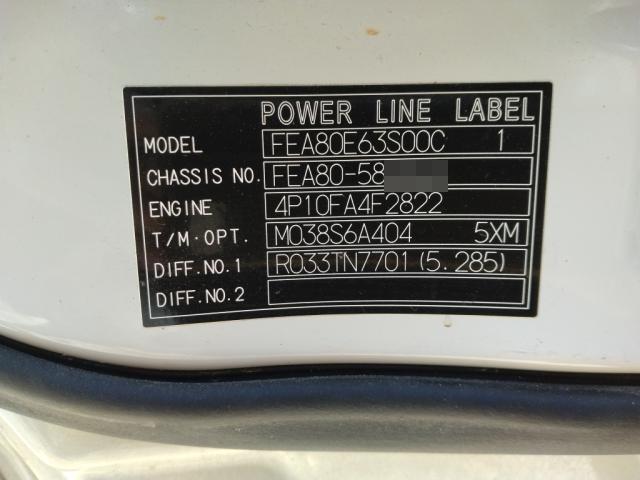 POWER LINE LABEL
MODEL FEA80E63S00C 1
CHASSIS NO. FEA80-58
ENGINE 4P10FA4F2822
T/M·OPT. M038S6A404 5XM
DIFF.NO.1 R033TN7701(5.285)
DIFF.NO.2